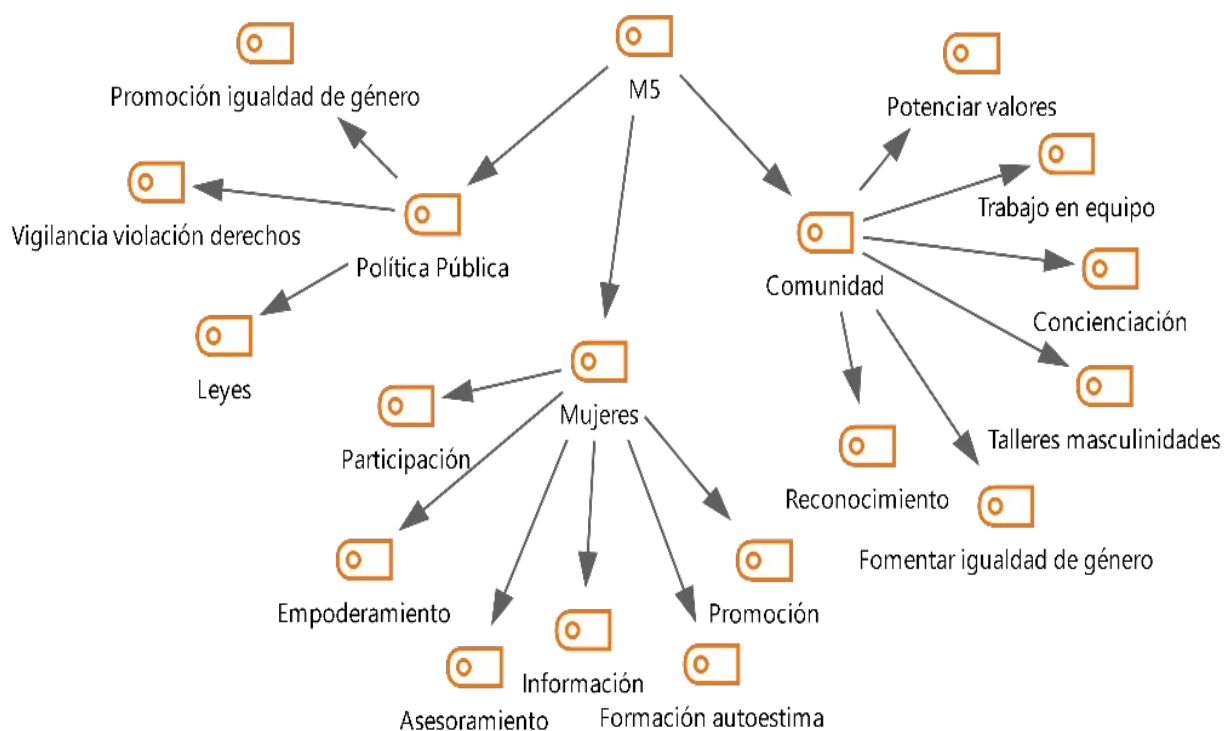 M5
Promoción igualdad de género
Potenciar valores
Trabajo en equipo
Vigilancia violación derechos
Política Pública
Comunidad
Concienciación
Leyes
Mujeres
Talleres masculinidades
Participación
Reconocimiento
Fomentar igualdad de género
Empoderamiento
Promoción
Información
Asesoramiento
Formación autoestima